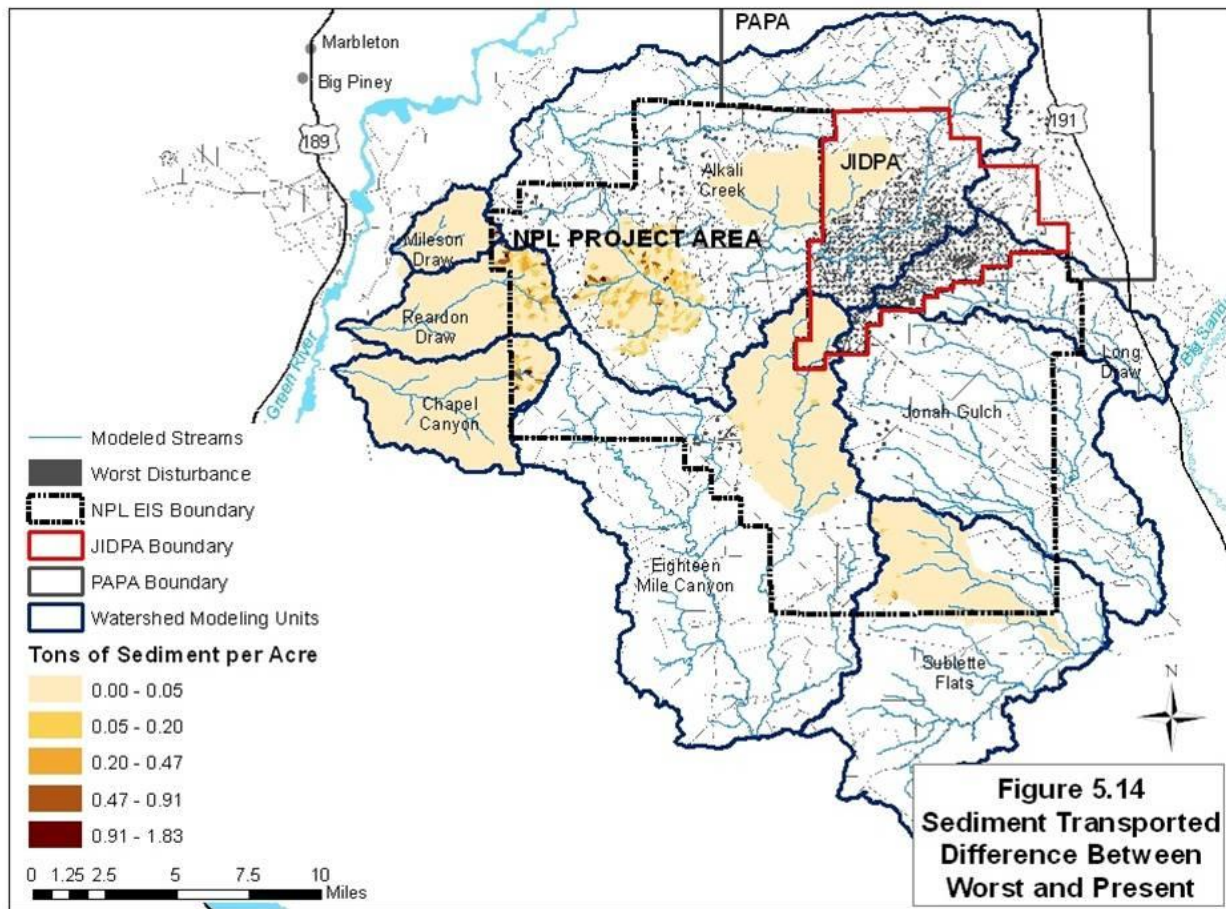 PAPA
Marbleton
Big Piney
189
191
Alkali
Creek
JIDPA
NPL PROJECT AREA
Mileson
Draw
Reardon
Draw
Green River
Chapel
Canyon
Long
Draw
Big Sandy
Jonah Gulch
Eighteen
Mile Canyon
Sublette
Flats
Modeled Streams
Worst Disturbance
NPL EIS Boundary
JIDPA Boundary
PAPA Boundary
Watershed Modeling Units
Tons of Sediment per Acre
0.00 - 0.05
0.05 - 0.20
0.20 - 0.47
0.47 - 0.91
0.91 - 1.83
0 1.25 2.5 5 7.5 10
Miles
N
Figure 5.14
Sediment Transported
Difference Between
Worst and Present